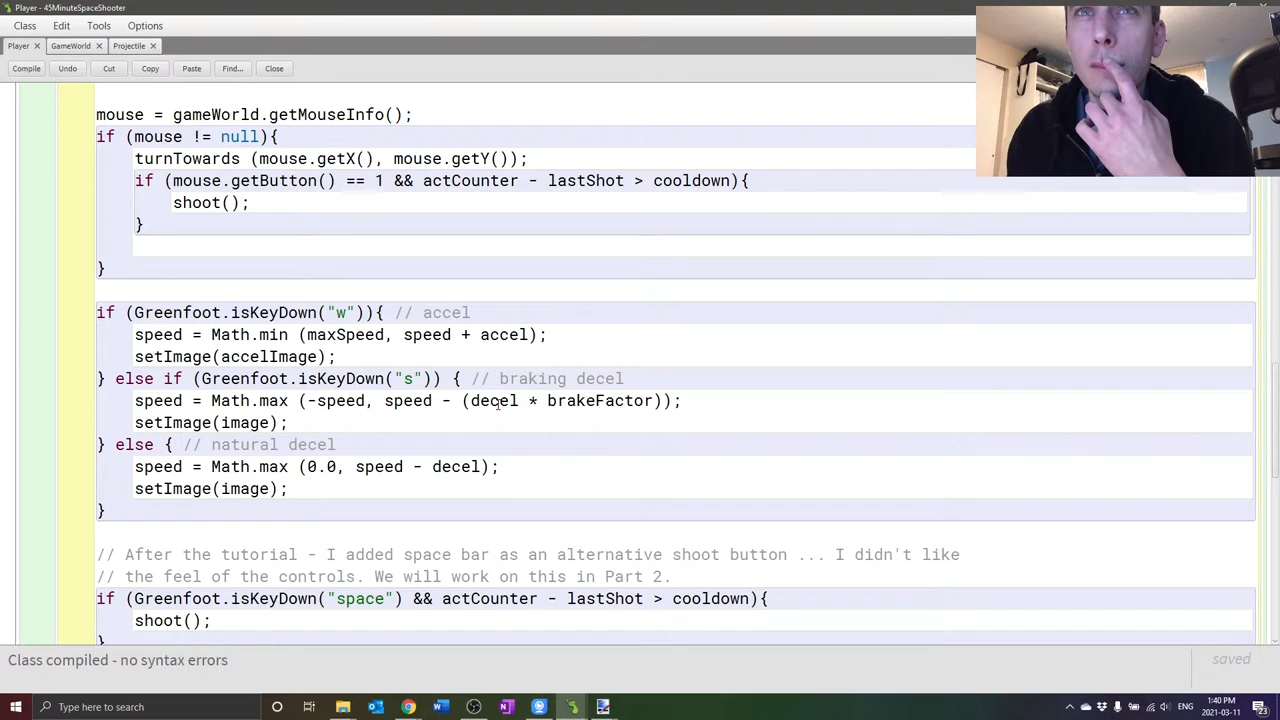 Player - 45MinuteSpaceShooter
Class Edit Tools Options
Player GameWorld Projectile
Compile Undo Cut Copy Paste Find... Close
mouse = gameWorld.getMouseInfo();
if (mouse != null){
turnTowards (mouse.getX(), mouse.getY());
if (mouse.getButton() == 1 && actCounter - lastShot > cooldown){
shoot();
}
}
if (Greenfoot.isKeyDown("w")){ // accel
speed = Math.min (maxSpeed, speed + accel);
setImage(accelImage);
} else if (Greenfoot.isKeyDown("s")) { // braking decel
speed = Math.max (-speed, speed - (decel * brakeFactor));
setImage(image);
} else { // natural decel
speed = Math.max (0.0, speed - decel);
setImage(image);
}
// After the tutorial - I added space bar as an alternative shoot button ... I didn't like
// the feel of the controls. We will work on this in Part 2.
if (Greenfoot.isKeyDown("space") && actCounter - lastShot > cooldown){
shoot();
}
Class compiled - no syntax errors
saved
Type here to search
ENG
1:40 PM
2021-03-11
23